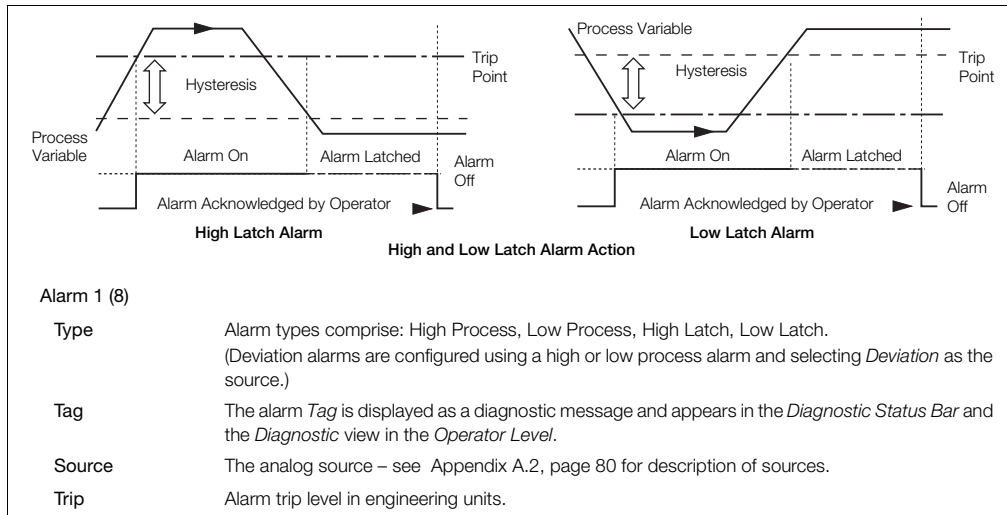 Process Variable
Trip
Point
Hysteresis
Process
Variable
Alarm On
Alarm Latched
Alarm
Off
Alarm Acknowledged by Operator
High Latch Alarm
Process Variable
Trip
Point
Hysteresis
Alarm On
Alarm Latched
Alarm
Off
Alarm Acknowledged by Operator
Low Latch Alarm
High and Low Latch Alarm Action
Alarm 1 (8)
Type Alarm types comprise: High Process, Low Process, High Latch, Low Latch.
(Deviation alarms are configured using a high or low process alarm and selecting Deviation as the
source.)
Tag The alarm Tag is displayed as a diagnostic message and appears in the Diagnostic Status Bar and
the Diagnostic view in the Operator Level.
Source The analog source – see Appendix A.2, page 80 for description of sources.
Trip Alarm trip level in engineering units.